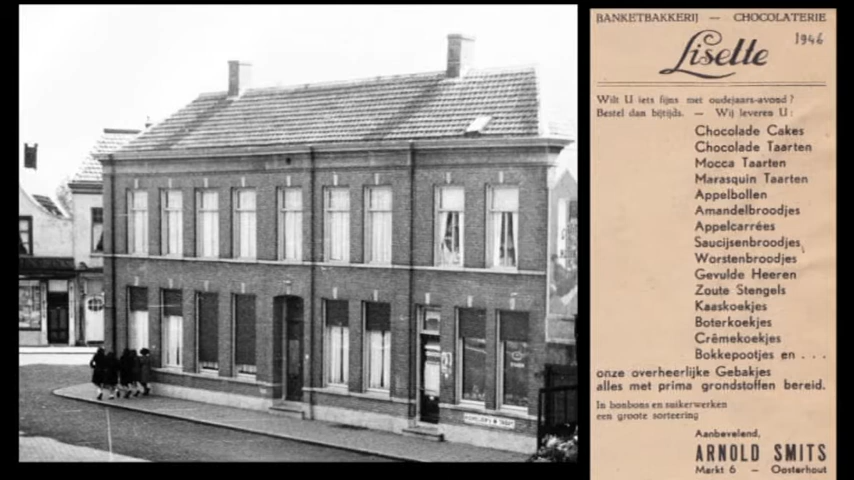 BANKETBAKKERIJ — CHOCOLATERIE
Lisette
1946
Wilt U iets fijns met oudejaars-avond?
Bestel dan bijtijds. — Wij leveren U:
Chocolade Cakes
Chocolade Taarten
Mocca Taarten
Marasquin Taarten
Appelbollen
Amandelbroodjes
Appelcarrées
Saucijsenbroodjes
Worstenbroodjes
Gevulde Heeren
Zoute Stengels
Kaaskoekjes
Boterkoekjes
Crêmekoekjes
Bokkepootjes en . . .
onze overheerlijke Gebakjes
alles met prima grondstoffen bereid.
In bonbons en suikerwerken
een groote sorteering
Aanbevelend,
ARNOLD SMITS
Markt 6 — Oosterhout